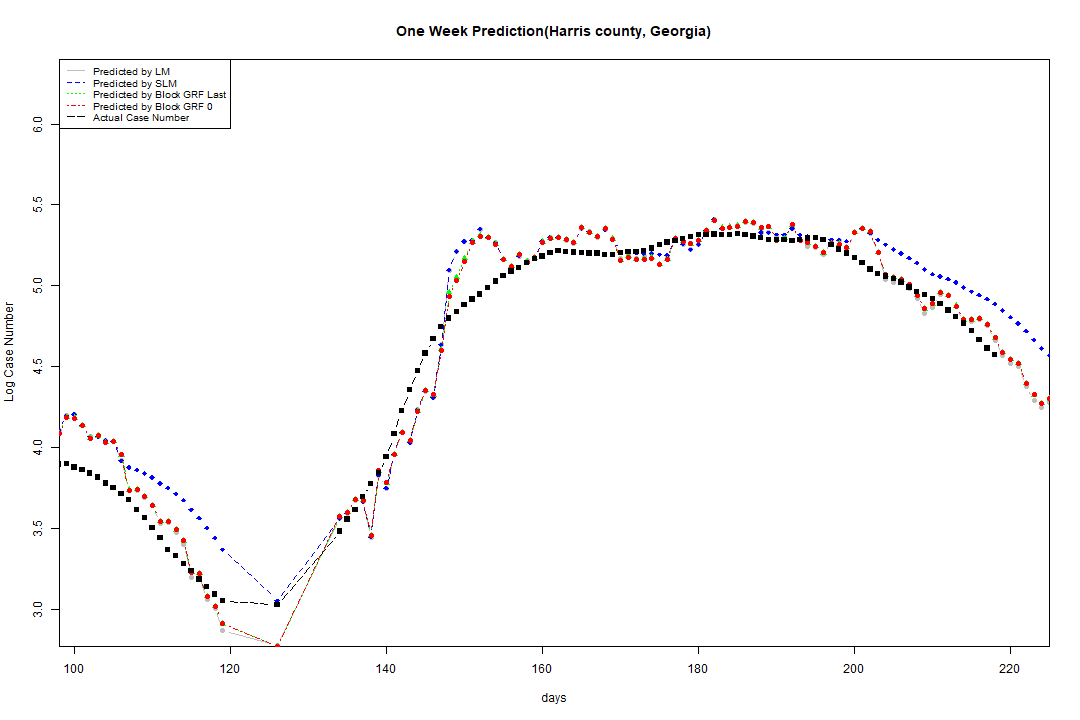 One Week Prediction(Harris county, Georgia)
Predicted by LM
Predicted by SLM
Predicted by Block GRF Last
Predicted by Block GRF 0
Actual Case Number
Log Case Number
6.0
5.5
5.0
4.5
4.0
3.5
3.0
100 120 140 160 180 200 220
days